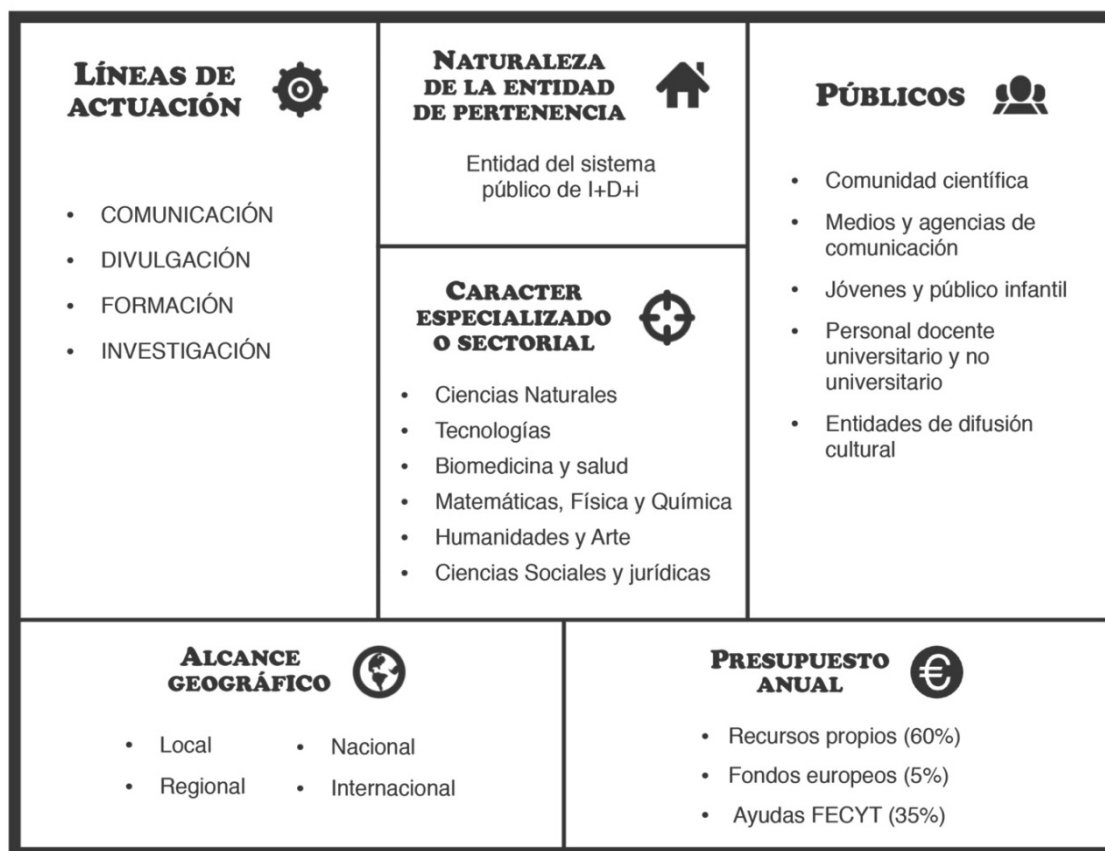 LÍNEAS DE
ACTUACIÓN
• COMUNICACIÓN
• DIVULGACIÓN
• FORMACIÓN
• INVESTIGACIÓN
NATURALEZA
DE LA ENTIDAD
DE PERTENENCIA
Entidad del sistema
público de I+D+i
CARACTER
ESPECIALIZADO
O SECTORIAL
• Ciencias Naturales
• Tecnologías
• Biomedicina y salud
• Matemáticas, Física y Química
• Humanidades y Arte
• Ciencias Sociales y jurídicas
PÚBLICOS
• Comunidad científica
• Medios y agencias de
comunicación
• Jóvenes y público infantil
• Personal docente
universitario y no
universitario
• Entidades de difusión
cultural
ALCANCE
GEOGRÁFICO
• Local
• Regional
• Nacional
• Internacional
PRESUPUESTO
ANUAL
€
• Recursos propios (60%)
• Fondos europeos (5%)
• Ayudas FECYT (35%)